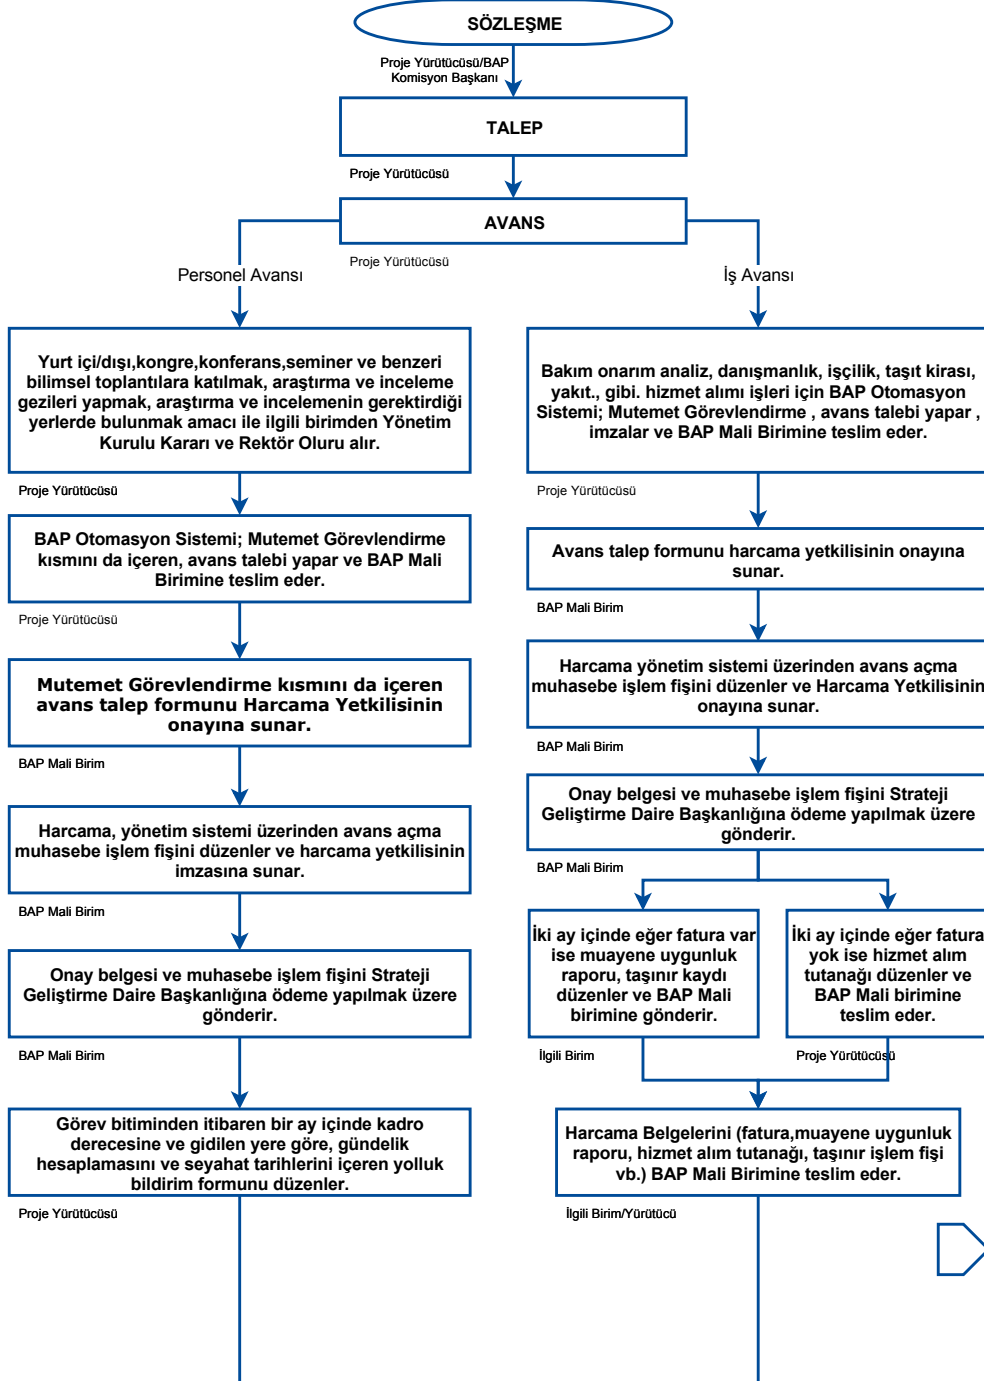 SÖZLEŞME
Proje Yürütücüsü/BAP
Komisyon Başkanı
TALEP
Proje Yürütücüsü
AVANS
Proje Yürütücüsü
Personel Avansı
İş Avansı
Yurt içi/dışı,kongre,konferans,seminer ve benzeri
bilimsel toplantılara katılmak, araştırma ve inceleme
gezileri yapmak, araştırma ve incelemenin gerektirdiği
yerlerde bulunmak amacı ile ilgili birimden Yönetim
Kurulu Kararı ve Rektör Oluru alır.
Proje Yürütücüsü
BAP Otomasyon Sistemi; Mutemet Görevlendirme
kısmını da içeren, avans talebi yapar ve BAP Mali
Birimine teslim eder.
Proje Yürütücüsü
Mutemet Görevlendirme kısmını da içeren
avans talep formunu Harcama Yetkilisinin
onayına sunar.
BAP Mali Birim
Harcama, yönetim sistemi üzerinden avans açma
muhasebe işlem fişini düzenler ve harcama yetkilisinin
imzasına sunar.
BAP Mali Birim
Onay belgesi ve muhasebe işlem fişini Strateji
Geliştirme Daire Başkanlığına ödeme yapılmak üzere
gönderir.
BAP Mali Birim
Görev bitiminden itibaren bir ay içinde kadro
derecesine ve gidilen yere göre, gündelik
hesaplamasını ve seyahat tarihlerini içeren yolluk
bildirim formunu düzenler.
Proje Yürütücüsü
Bakım onarım analiz, danışmanlık, işçilik, taşıt kirası,
yakıt., gibi. hizmet alımı işleri için BAP Otomasyon
Sistemi; Mutemet Görevlendirme , avans talebi yapar ,
imzalar ve BAP Mali Birimine teslim eder.
Proje Yürütücüsü
Avans talep formunu harcama yetkilisinin onayına
sunar.
BAP Mali Birim
Harcama yönetim sistemi üzerinden avans açma
muhasebe işlem fişini düzenler ve Harcama Yetkilisinin
onayına sunar.
BAP Mali Birim
Onay belgesi ve muhasebe işlem fişini Strateji
Geliştirme Daire Başkanlığına ödeme yapılmak üzere
gönderir.
BAP Mali Birim
İki ay içinde eğer fatura var
ise muayene uygunluk
raporu, taşınır kaydı
düzenler ve BAP Mali
birimine gönderir.
İlgili Birim
İki ay içinde eğer fatura
yok ise hizmet alım
tutanağı düzenler ve
BAP Mali birimine
teslim eder.
Proje Yürütücüsü
Harcama Belgelerini (fatura,muayene uygunluk
raporu, hizmet alım tutanağı, taşınır işlem fişi
vb.) BAP Mali Birimine teslim eder.
İlgili Birim/Yürütücü